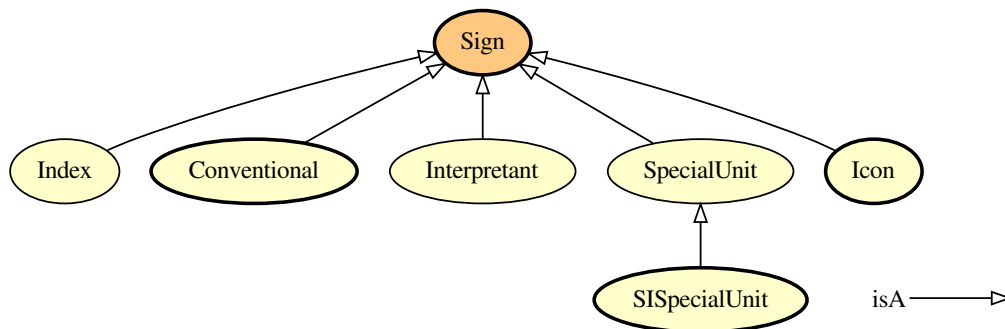 Sign
Index
Conventional
Interpretant
SpecialUnit
Icon
SISpecialUnit
isA